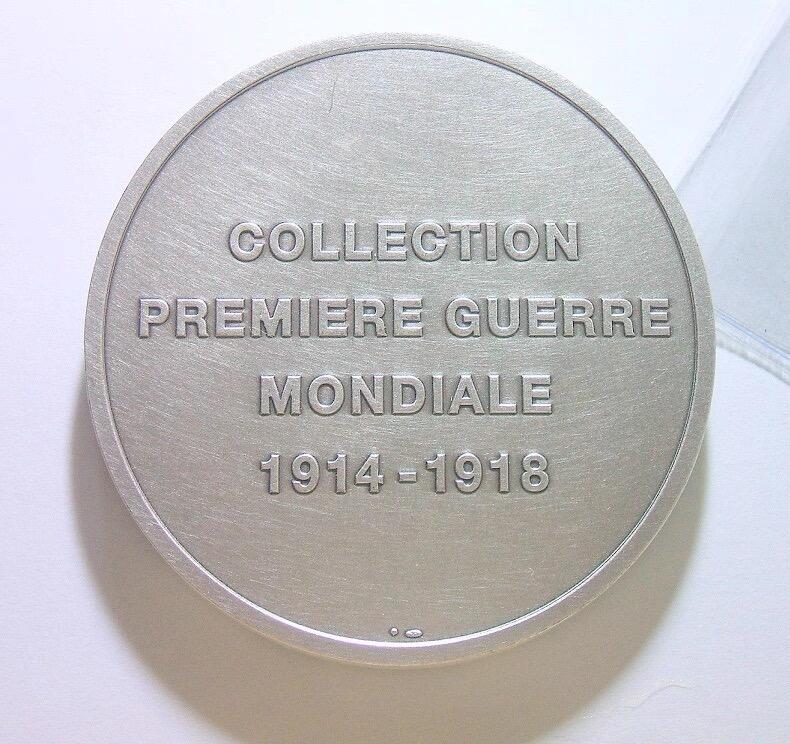 COLLECTION
PREMIERE GUERRE
MONDIALE
1914-1918